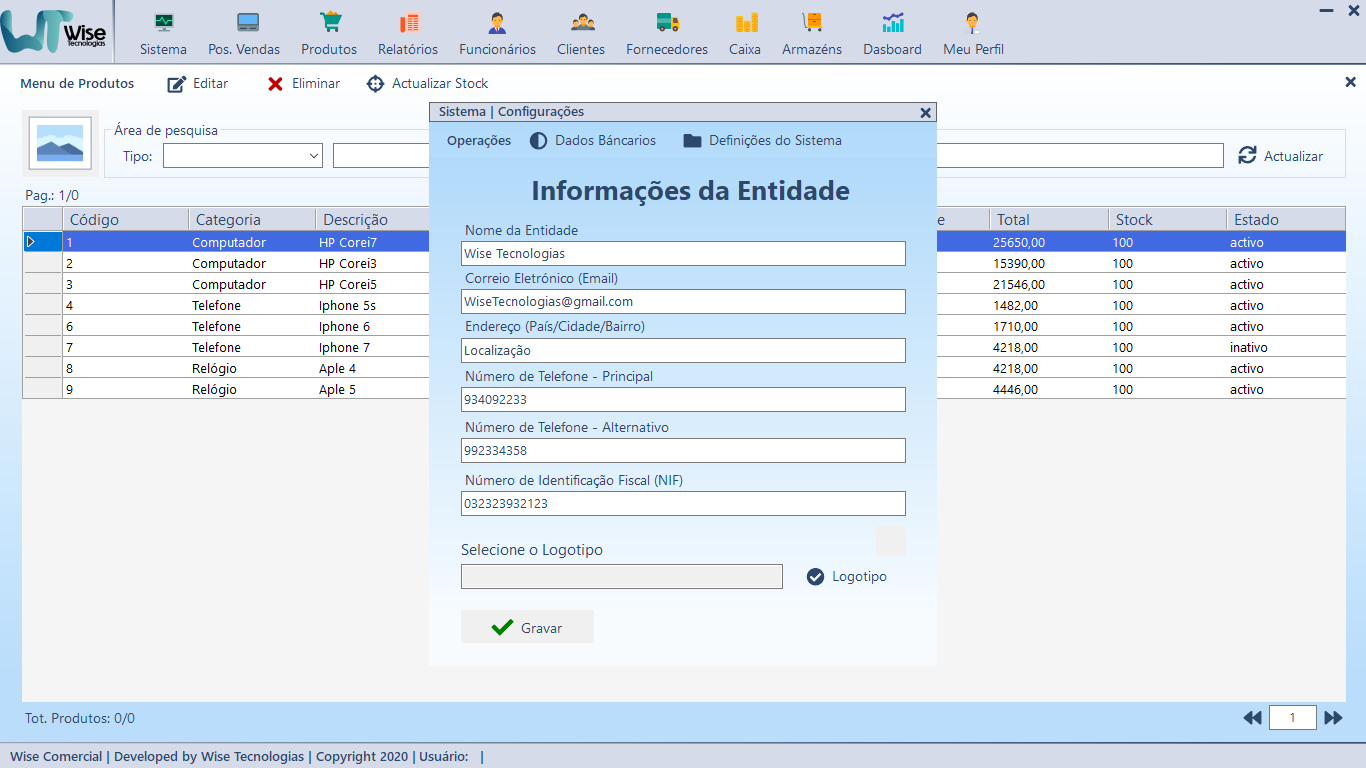 Wise
Tecnologias
Sistema
Pos. Vendas
Produtos
Relatórios
Funcionários
Clientes
Fornecedores
Caixa
Armazéns
Dasboard
Meu Perfil
Menu de Produtos
Editar
Eliminar
Actualizar Stock
Área de pesquisa
Tipo:
Actualizar
Pag.: 1/0
Código Categoria Descrição e Total Stock Estado
1 Computador HP Corei7 25650,00 100 activo
2 Computador HP Corei3 15390,00 100 activo
3 Computador HP Corei5 21546,00 100 activo
4 Telefone Iphone 5s 1482,00 100 activo
6 Telefone Iphone 6 1710,00 100 activo
7 Telefone Iphone 7 4218,00 100 inativo
8 Relógio Aple 4 4218,00 100 activo
9 Relógio Aple 5 4446,00 100 activo
Sistema | Configurações
Operações
Dados Báncarios
Definições do Sistema
Informações da Entidade
Nome da Entidade
Wise Tecnologias
Correio Eletrónico (Email)
WiseTecnologias@gmail.com
Endereço (País/Cidade/Bairro)
Localização
Número de Telefone - Principal
934092233
Número de Telefone - Alternativo
992334358
Número de Identificação Fiscal (NIF)
032323932123
Selecione o Logotipo
Logotipo
Gravar
Tot. Produtos: 0/0
1
Wise Comercial | Developed by Wise Tecnologias | Copyright 2020 | Usuário: |